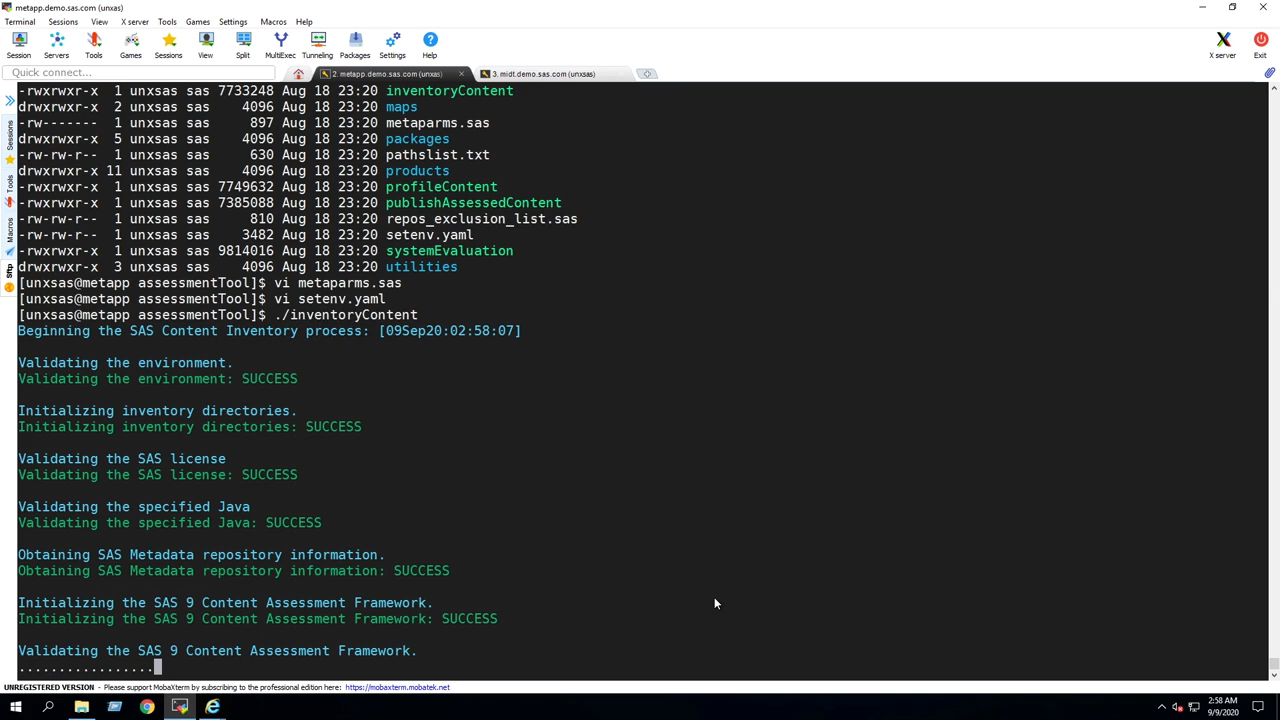 metapp.demo.sas.com (unxsas)
Terminal Sessions View X server Tools Games Settings Macros Help
Session Servers Tools Games Sessions View Split MultiExec Tunneling Packages Settings Help X server Exit
Quick connect...
2. metapp.demo.sas.com (unxsas)
3. midt.demo.sas.com (unxsas)
Sessions
Tools
Macros
Sftp
-rwxrwxr-x 1 unxsas sas 7733248 Aug 18 23:20 inventoryContent
drwxrwxr-x 2 unxsas sas 4096 Aug 18 23:20 maps
-rw------- 1 unxsas sas 897 Aug 18 23:20 metaparms.sas
drwxrwxr-x 5 unxsas sas 4096 Aug 18 23:20 packages
-rw-rw-r-- 1 unxsas sas 630 Aug 18 23:20 pathslist.txt
drwxrwxr-x 11 unxsas sas 4096 Aug 18 23:20 products
-rwxrwxr-x 1 unxsas sas 7749632 Aug 18 23:20 profileContent
-rwxrwxr-x 1 unxsas sas 7385088 Aug 18 23:20 publishAssessedContent
-rw-rw-r-- 1 unxsas sas 810 Aug 18 23:20 repos_exclusion_list.sas
-rw-rw-r-- 1 unxsas sas 3482 Aug 18 23:20 setenv.yaml
-rwxrwxr-x 1 unxsas sas 9814016 Aug 18 23:20 systemEvaluation
drwxrwxr-x 3 unxsas sas 4096 Aug 18 23:20 utilities
[unxsas@metapp assessmentTool]$ vi metaparms.sas
[unxsas@metapp assessmentTool]$ vi setenv.yaml
[unxsas@metapp assessmentTool]$ ./inventoryContent
Beginning the SAS Content Inventory process: [09Sep20:02:58:07]
Validating the environment.
Validating the environment: SUCCESS
Initializing inventory directories.
Initializing inventory directories: SUCCESS
Validating the SAS license
Validating the SAS license: SUCCESS
Validating the specified Java
Validating the specified Java: SUCCESS
Obtaining SAS Metadata repository information.
Obtaining SAS Metadata repository information: SUCCESS
Initializing the SAS 9 Content Assessment Framework.
Initializing the SAS 9 Content Assessment Framework: SUCCESS
Validating the SAS 9 Content Assessment Framework.
.................
UNREGISTERED VERSION - Please support MobaXterm by subscribing to the professional edition here: https://mobaxterm.mobatek.net
2:58 AM
9/9/2020